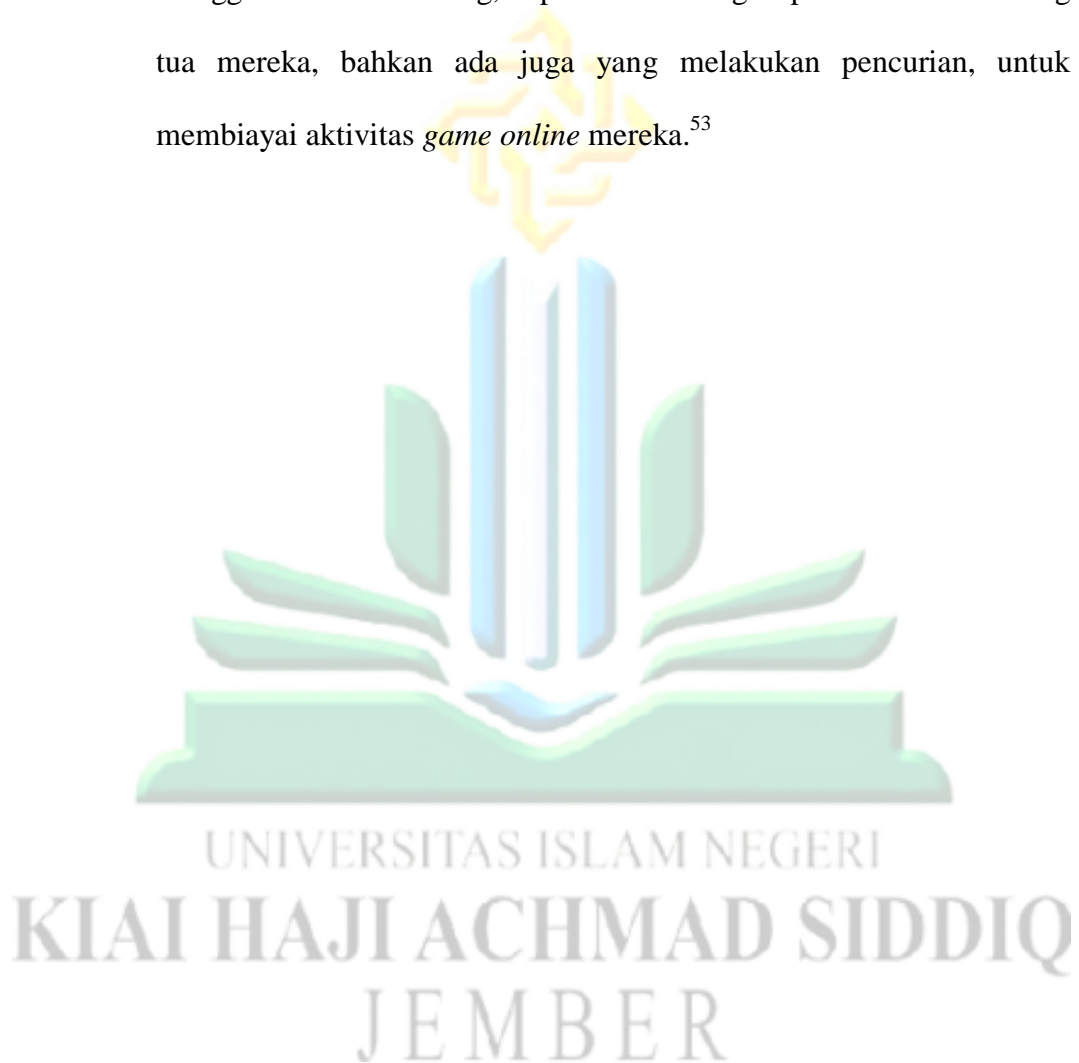 tua mereka, bahkan ada juga yang melakukan pencurian, untuk
membiayai aktivitas game online mereka.53
UNIVERSITAS ISLAM NEGERI
KIAI HAJI ACHMAD SIDDIQ
JEMBER